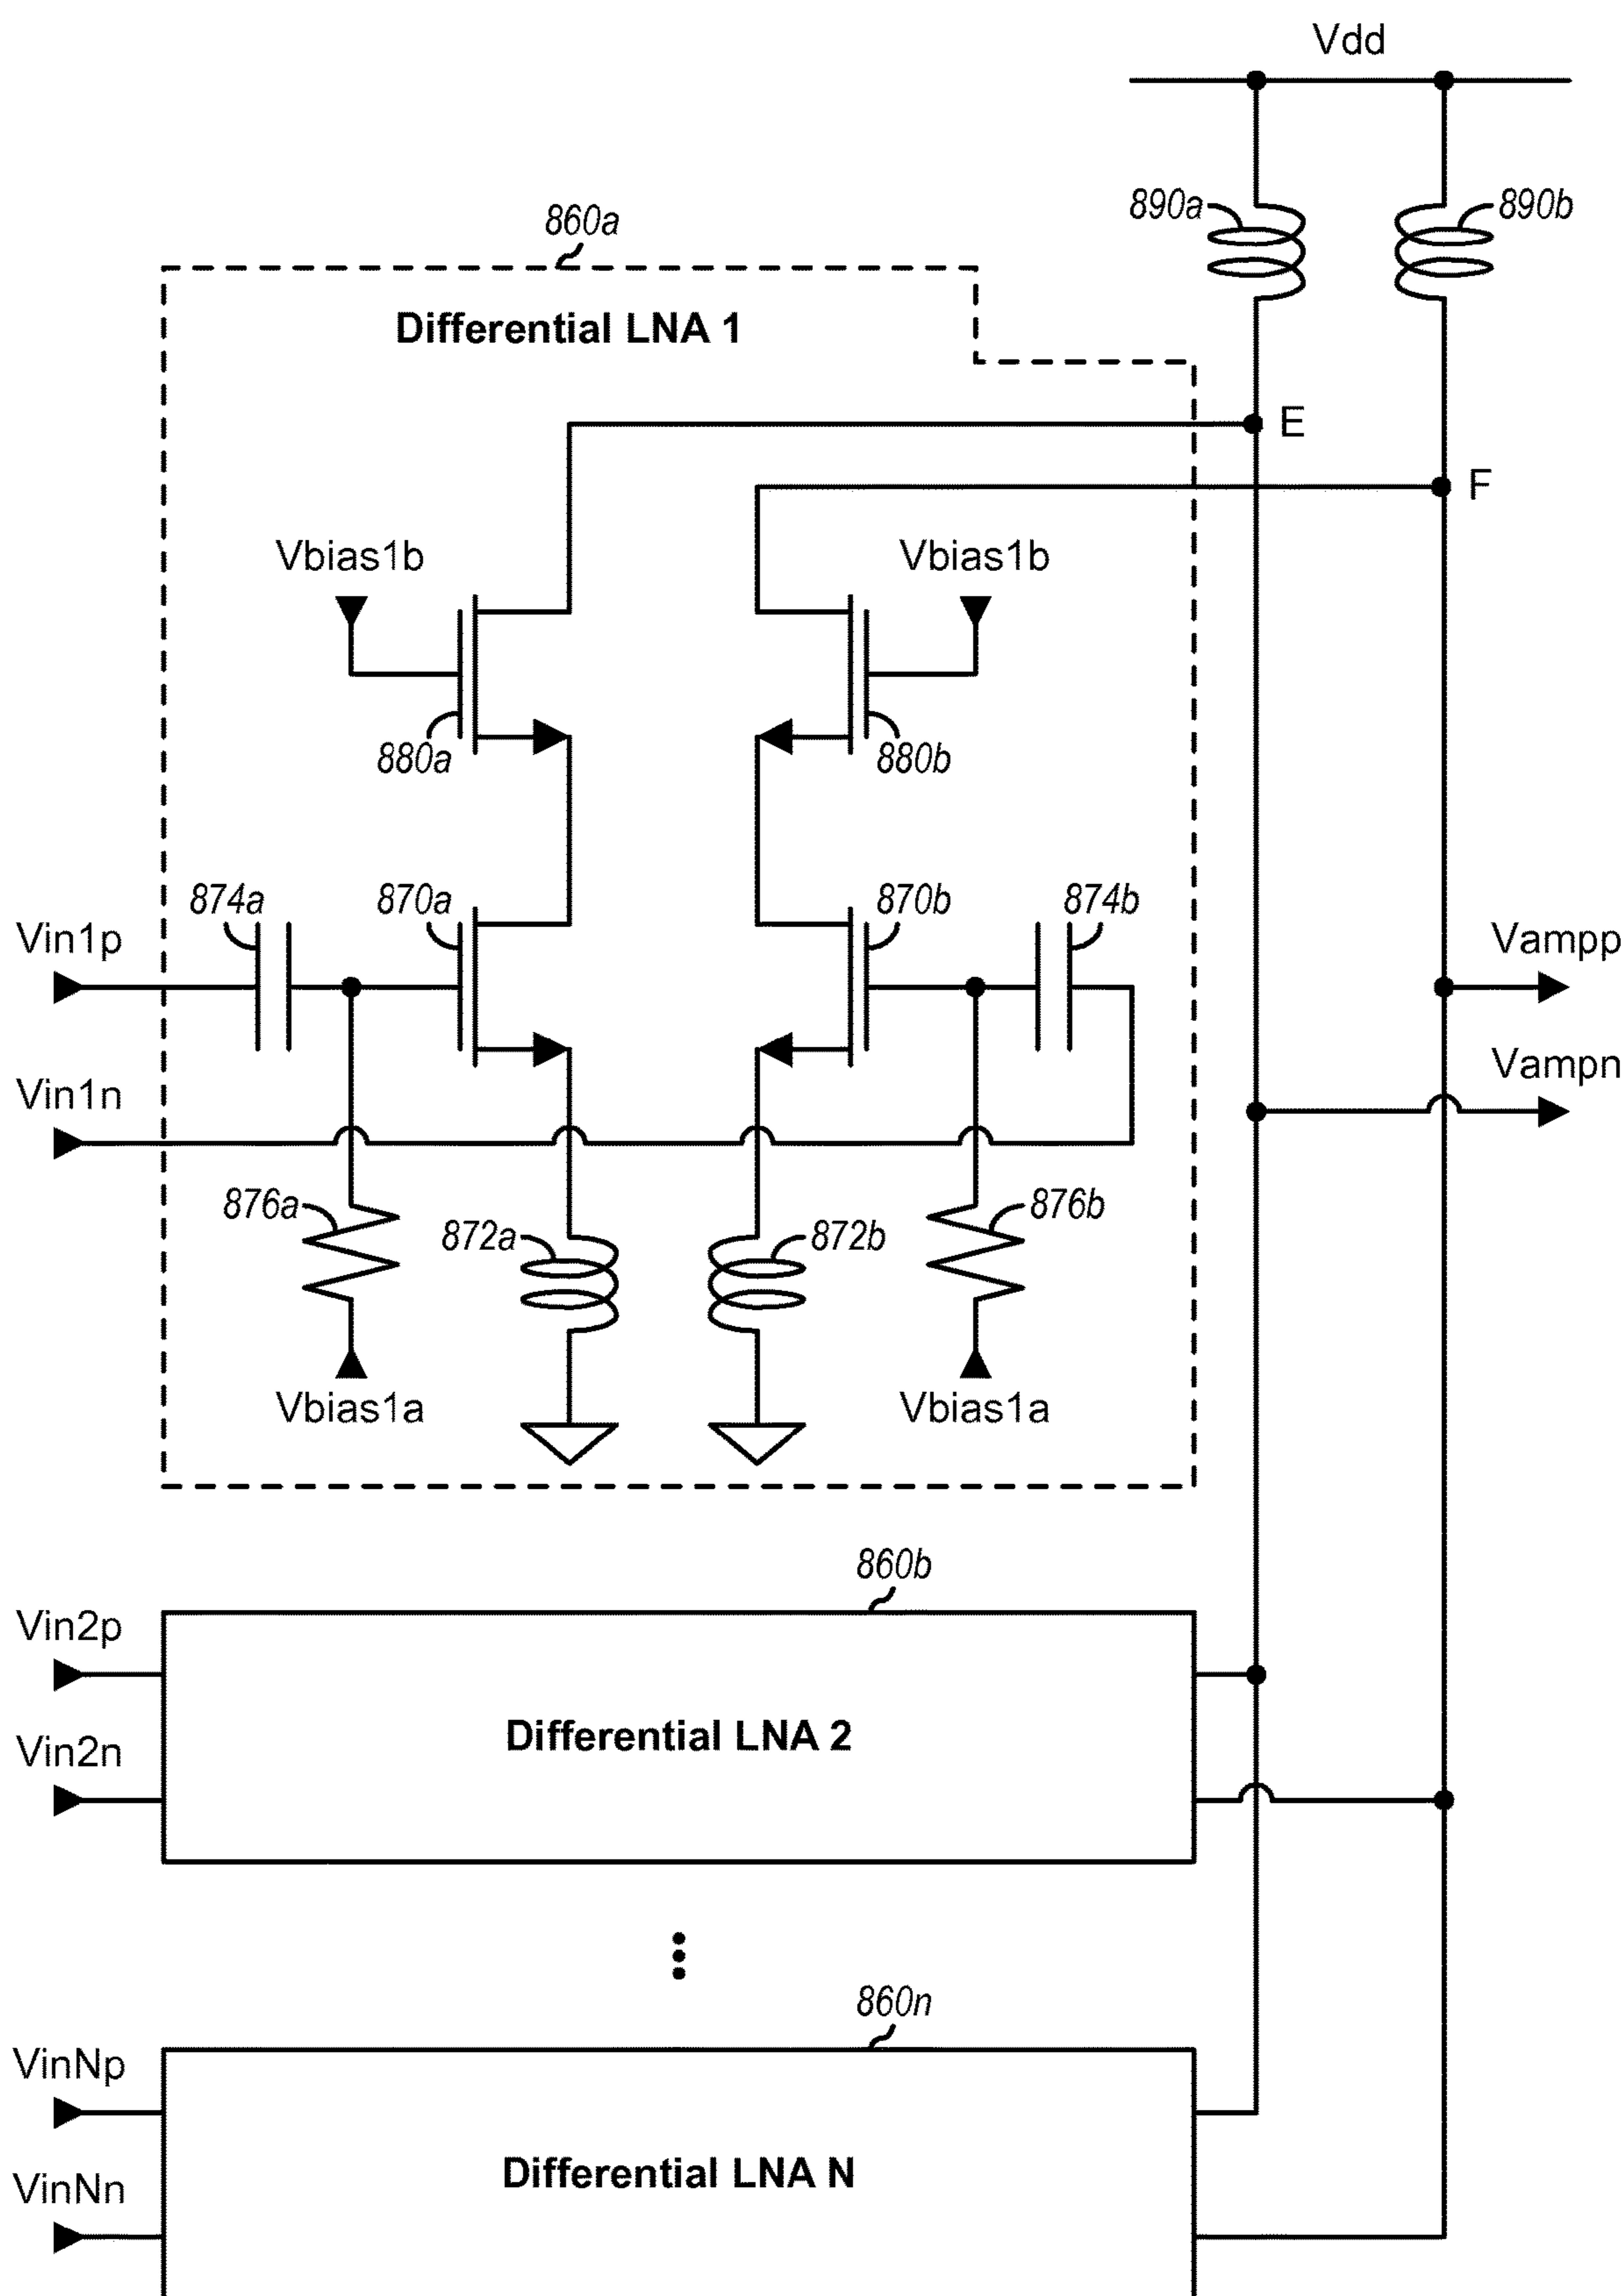 Vdd
890a
890b
860a
Differential LNA 1
E
F
Vbias1b
Vbias1b
880a
880b
874a
870a
870b
874b
Vin1p
Vampp
Vin1n
Vampn
876a
872a
872b
876b
Vbias1a
Vbias1a
860b
Vin2p
Differential LNA 2
Vin2n
860n
VinNp
Differential LNA N
VinNn